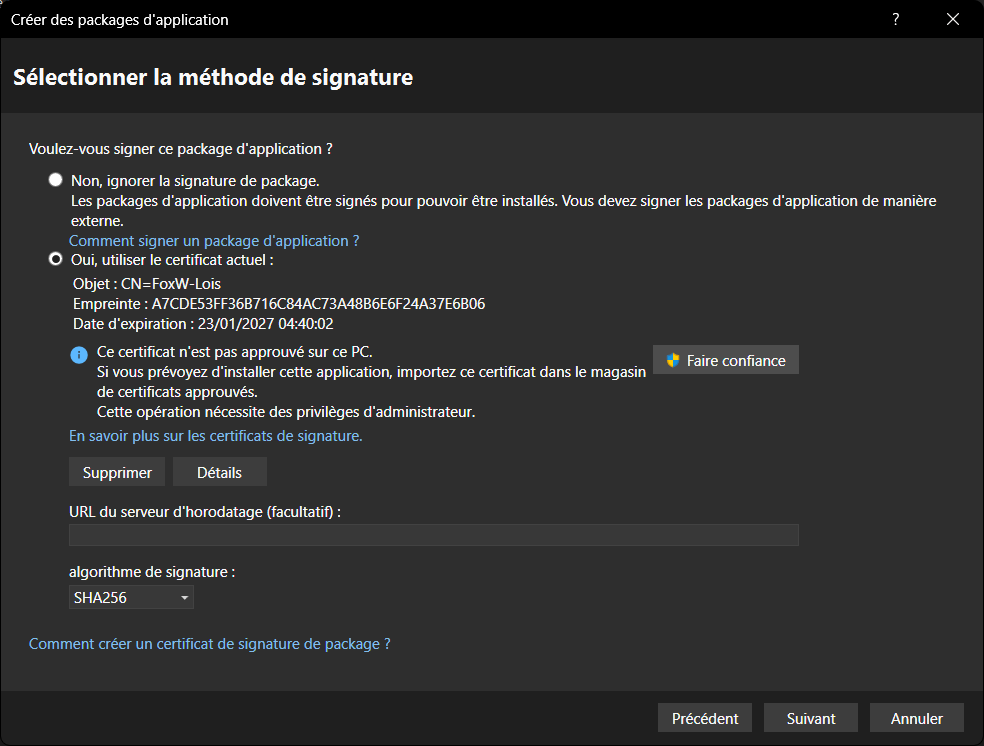 Créer des packages d'application
?
Sélectionner la méthode de signature
Voulez-vous signer ce package d'application ?
Non, ignorer la signature de package.
Les packages d'application doivent être signés pour pouvoir être installés. Vous devez signer les packages d'application de manière
externe.
Comment signer un package d'application ?
Oui, utiliser le certificat actuel :
Objet : CN=FoxW-Lois
Empreinte : A7CDE53FF36B716C84AC73A48B6E6F24A37E6B06
Date d'expiration : 23/01/2027 04:40:02
Ce certificat n'est pas approuvé sur ce PC.
Si vous prévoyez d'installer cette application, importez ce certificat dans le magasin
de certificats approuvés.
Cette opération nécessite des privilèges d'administrateur.
Faire confiance
En savoir plus sur les certificats de signature.
Supprimer Détails
URL du serveur d'horodatage (facultatif) :
algorithme de signature :
SHA256
Comment créer un certificat de signature de package ?
Précédent Suivant Annuler